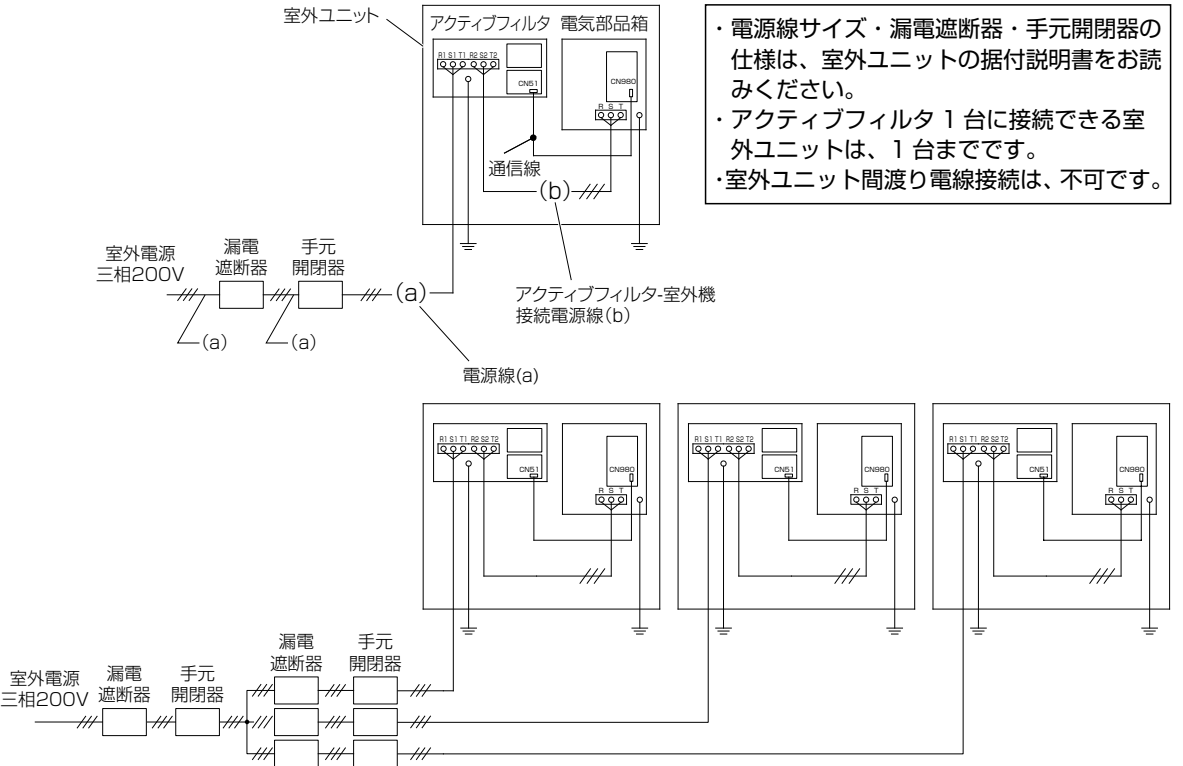 室外ユニット
アクティブフィルタ 電気部品箱
R1 S1 T1 R2 S2 T2
CN51
CN980
R S T
通信線
(b)
・電源線サイズ・漏電遮断器・手元開閉器の
仕様は、室外ユニットの据付説明書をお読
みください。
・アクティブフィルタ 1 台に接続できる室
外ユニットは、1 台までです。
・室外ユニット間渡り電線接続は、不可です。
室外電源
三相200V
漏電
遮断器
手元
開閉器
(a)
(a)
(a)
アクティブフィルタ-室外機
接続電源線(b)
電源線(a)
R1 S1 T1 R2 S2 T2
CN51
CN980
R S T
R1 S1 T1 R2 S2 T2
CN51
CN980
R S T
R1 S1 T1 R2 S2 T2
CN51
CN980
R S T
室外電源
三相200V
漏電
遮断器
手元
開閉器
漏電
遮断器
手元
開閉器